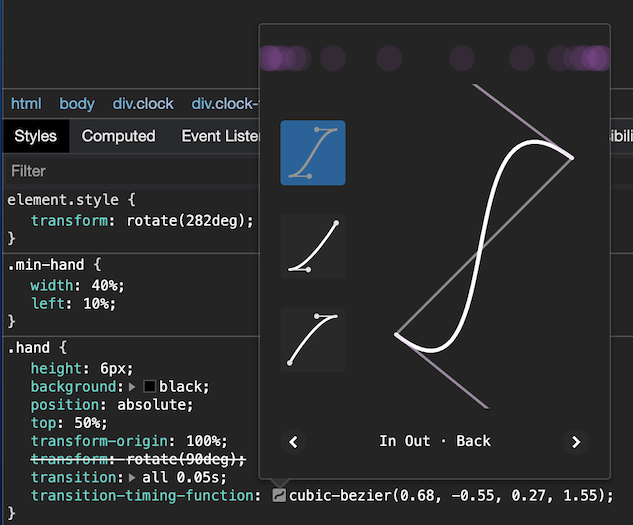 html body div.clock div.clock-
Styles Computed Event Liste
Filter
element.style {
transform: rotate(282deg);
}
.min-hand {
width: 40%;
left: 10%;
}
.hand {
height: 6px;
background: black;
position: absolute;
top: 50%;
transform-origin: 100%;
transform: rotate(90deg);
transition: all 0.05s;
transition-timing-function: cubic-bezier(0.68, -0.55, 0.27, 1.55);
}
In Out · Back